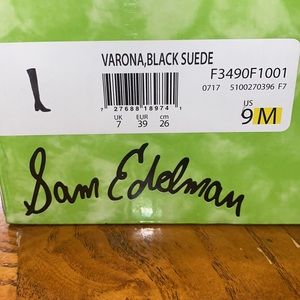 VARONA,BLACK SUEDE
F3490F1001
0717 5100270396 F7
7 27688 18974 1
UK EUR cm
7 39 26
US
9 M
Sam Edelman